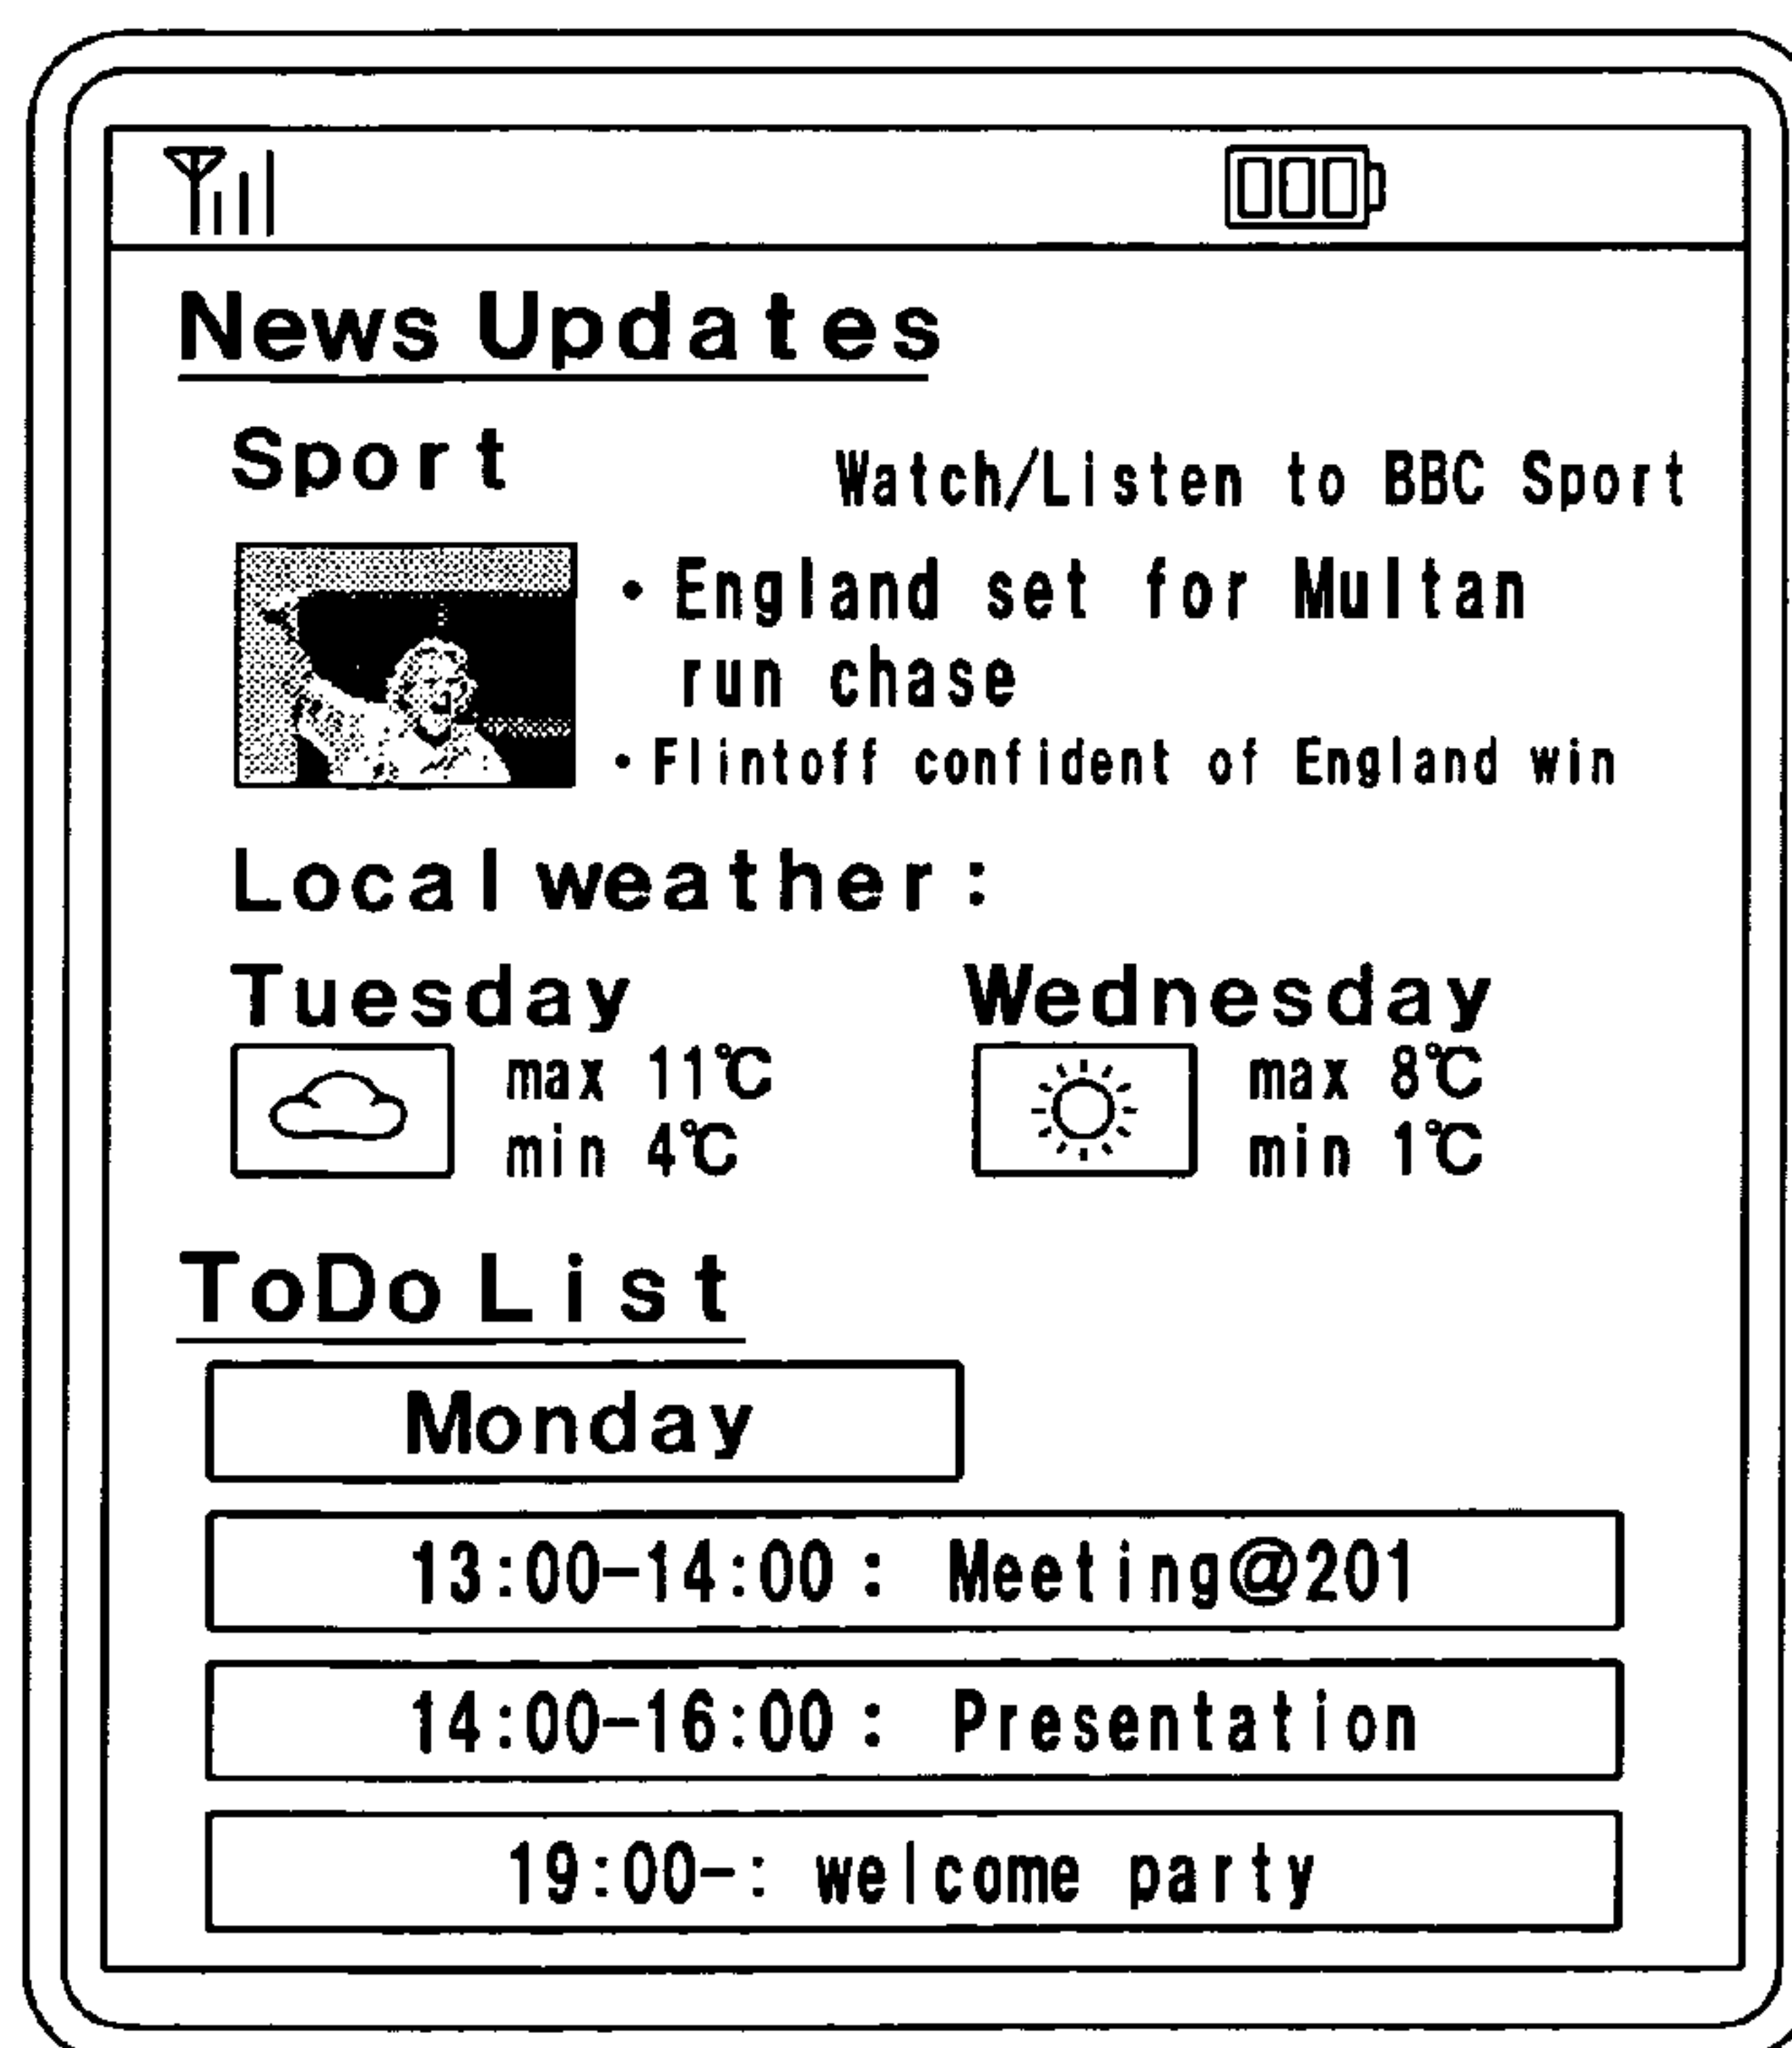 News Updates
Sport
Watch/Listen to BBC Sport
• England set for Multan
run chase
• Flintoff confident of England win
Local weather:
Tuesday
Wednesday
max 11℃
max 8℃
min 4℃
min 1℃
ToDo List
Monday
13:00-14:00: Meeting@201
14:00-16:00: Presentation
19:00-: welcome party